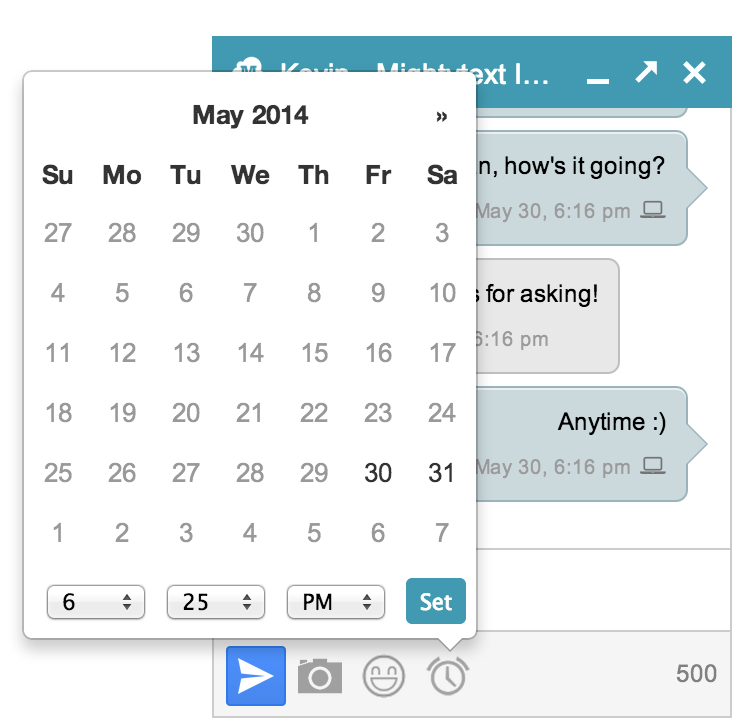 Kevin - Mightytext I...
May 2014 »
Su Mo Tu We Th Fr Sa
27 28 29 30 1 2 3
4 5 6 7 8 9 10
11 12 13 14 15 16 17
18 19 20 21 22 23 24
25 26 27 28 29 30 31
1 2 3 4 5 6 7
6 25 PM Set
n, how's it going?
May 30, 6:16 pm
s for asking!
6:16 pm
Anytime :)
May 30, 6:16 pm
500